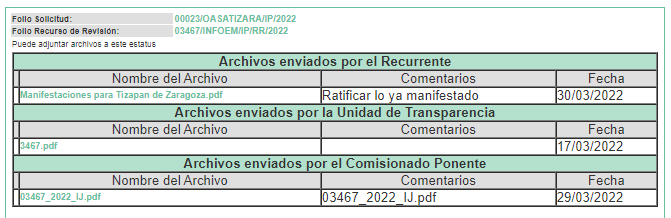 Folio Solicitud: 00023/OASATIZARA/IP/2022
Folio Recurso de Revisión: 03467/INFOEM/IP/RR/2022
Puede adjuntar archivos a este estatus
Archivos enviados por el Recurrente
Nombre del Archivo Comentarios Fecha
Manifestaciones para Tizapan de Zaragoza.pdf Ratificar lo ya manifestado 30/03/2022
Archivos enviados por la Unidad de Transparencia
Nombre del Archivo Comentarios Fecha
3467.pdf 17/03/2022
Archivos enviados por el Comisionado Ponente
Nombre del Archivo Comentarios Fecha
03467_2022_IJ.pdf 03467_2022_IJ.pdf 29/03/2022